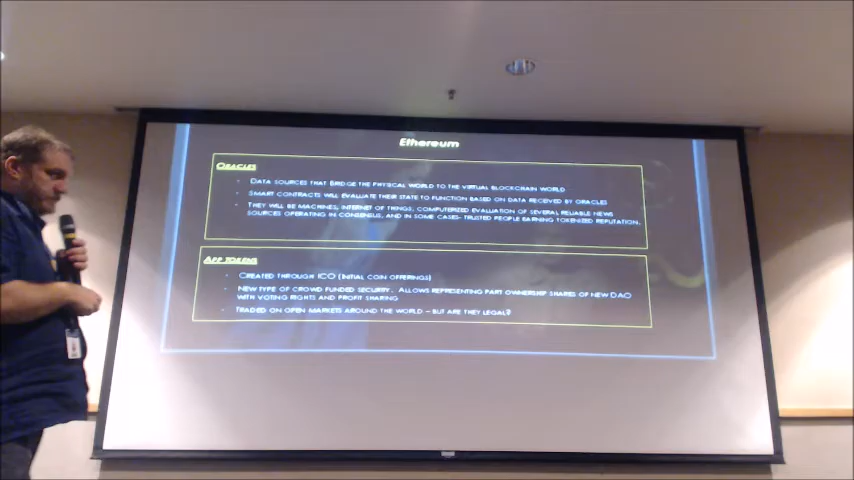 Ethereum
ORACLES
- DATA SOURCES THAT BRIDGE THE PHYSICAL WORLD TO THE VIRTUAL BLOCKCHAIN WORLD
- SMART CONTRACTS WILL EVALUATE THEIR STATE TO FUNCTION BASED ON DATA RECEIVED BY ORACLES
- THEY WILL BE MACHINES, INTERNET OF THINGS, COMPUTERIZED EVALUATION OF SEVERAL RELIABLE NEWS
SOURCES OPERATING IN CONSENSUS, AND IN SOME CASES- TRUSTED PEOPLE EARNING TOKENIZED REPUTATION.
APP TOKENS
- CREATED THROUGH ICO (INITIAL COIN OFFERINGS)
- NEW TYPE OF CROWD FUNDED SECURITY. ALLOWS REPRESENTING PART OWNERSHIP SHARES OF NEW DAO
WITH VOTING RIGHTS AND PROFIT SHARING
- TRADED ON OPEN MARKETS AROUND THE WORLD – BUT ARE THEY LEGAL?